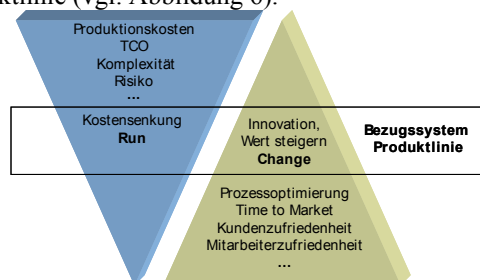 ktlinie (vgl. Abbildung 6).
Produktionskosten
TCO
Komplexität
Risiko
...
Kostensenkung
Run
Innovation,
Wert steigern
Change
Bezugssystem
Produktlinie
Prozessoptimierung
Time to Market
Kundenzufriedenheit
Mitarbeiterzufriedenheit
...